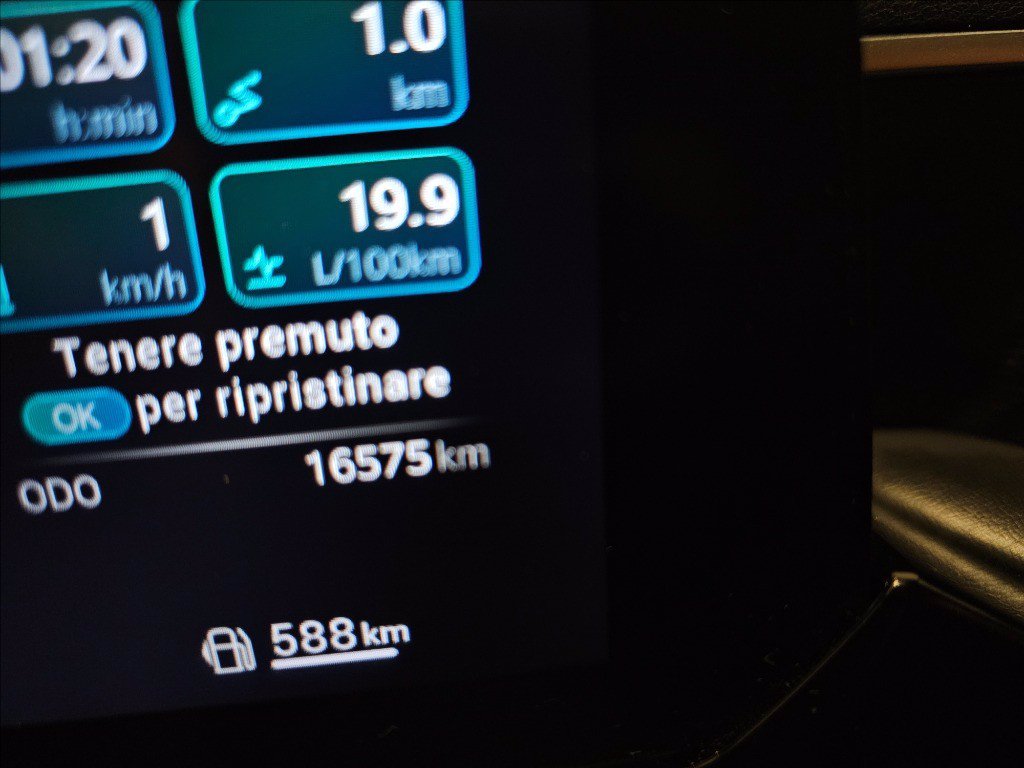 01:20
h:min
1.0
km
1
km/h
19.9
L/100km
Tenere premuto
OK per ripristinare
ODO 16575 km
588 km